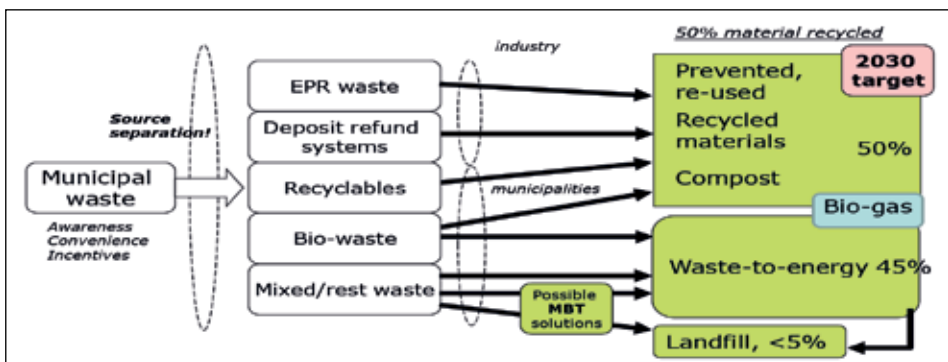 50% material recycled
industry
2030
target
EPR waste
Prevented,
re-used
Source
separation!
Deposit refund
systems
Recycled
materials
50%
Municipal
waste
Recyclables
municipalities
Compost
Bio-gas
Awareness
Convenience
Incentives
Bio-waste
Waste-to-energy 45%
Mixed/rest waste
Possible
MBT
solutions
Landfill, <5%